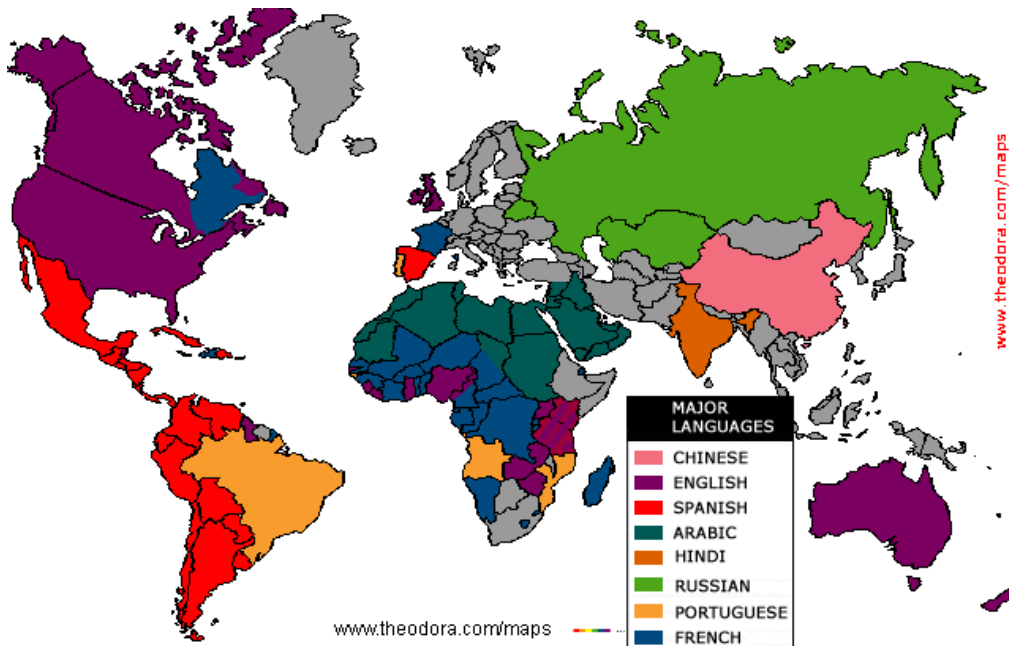 www.theodora.com/maps
MAJOR
LANGUAGES
CHINESE
ENGLISH
SPANISH
ARABIC
HINDI
RUSSIAN
PORTUGUESE
FRENCH
www.theodora.com/maps